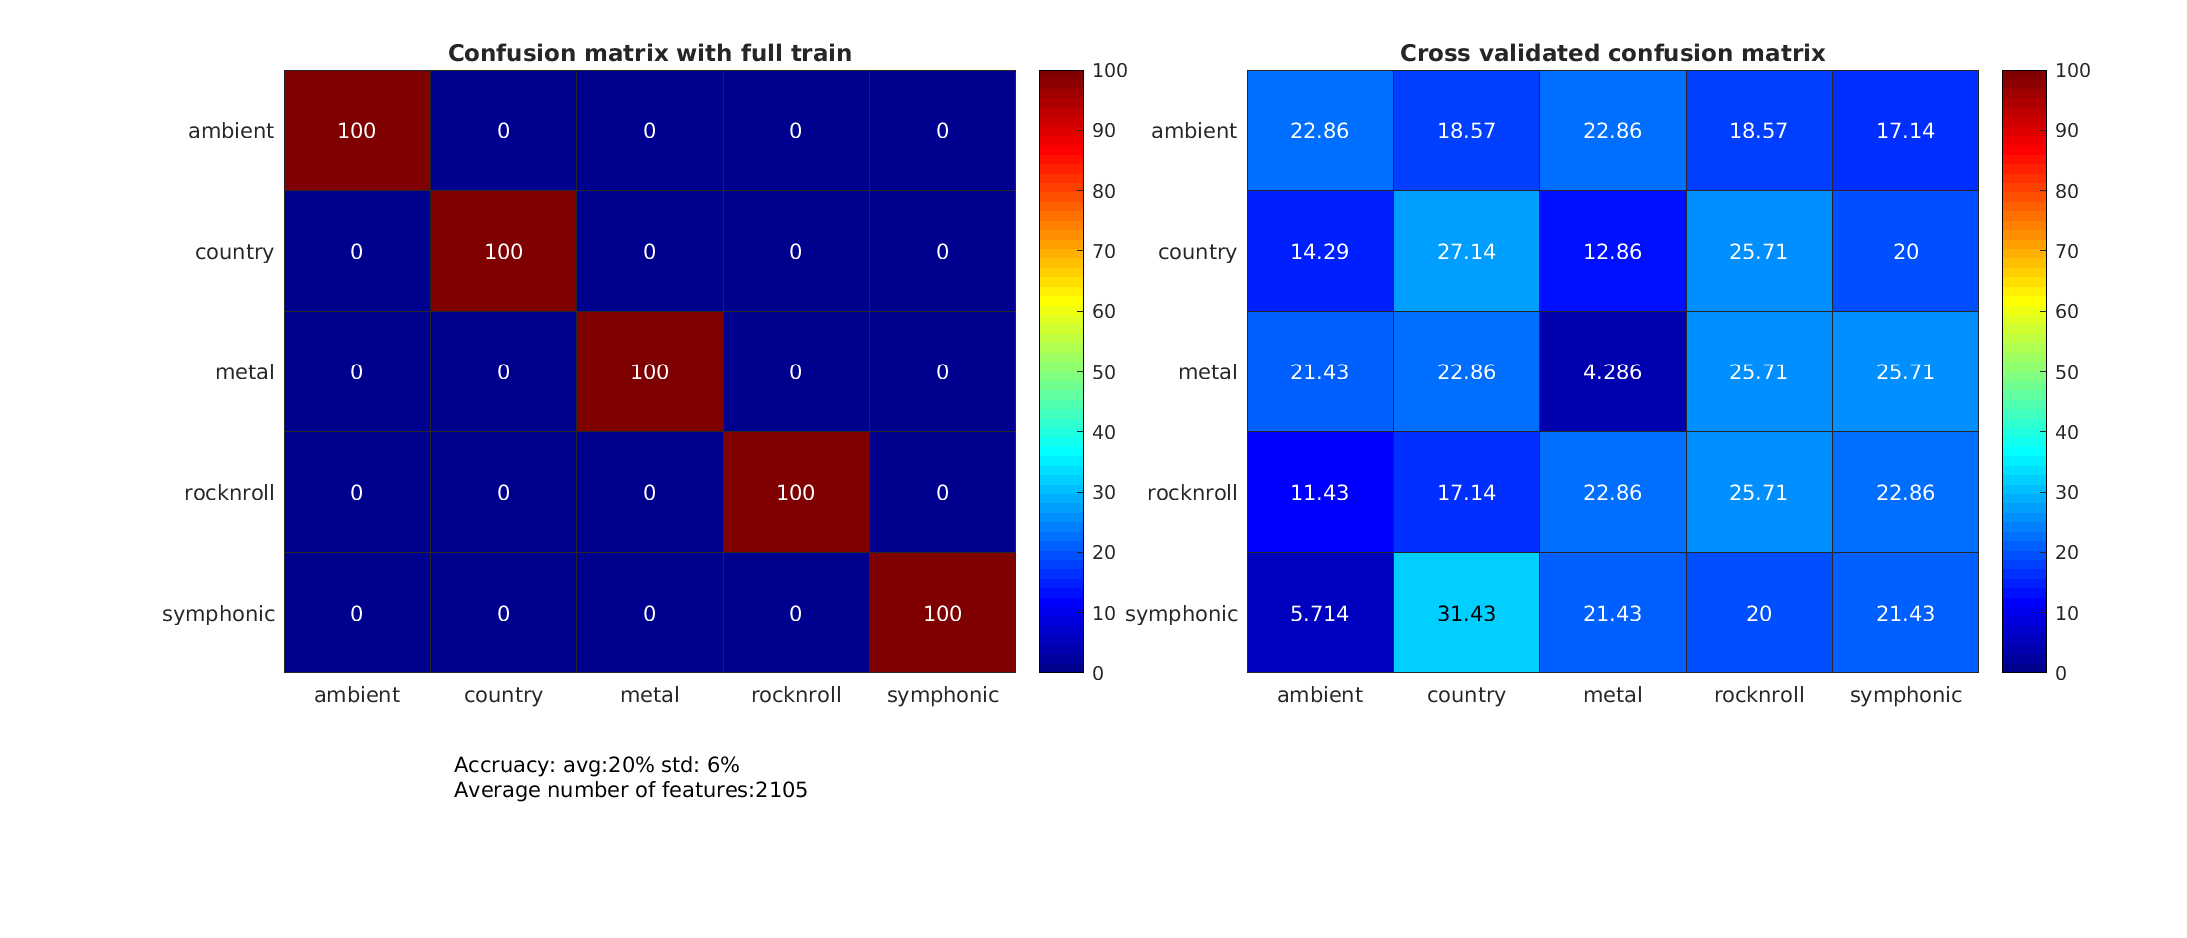 Confusion matrix with full train
ambient 100 0 0 0 0
country 0 100 0 0 0
metal 0 0 100 0 0
rocknroll 0 0 0 100 0
symphonic 0 0 0 0 100
ambient country metal rocknroll symphonic
100
90
80
70
60
50
40
30
20
10
0
Accruacy: avg:20% std: 6%
Average number of features:2105
Cross validated confusion matrix
ambient 22.86 18.57 22.86 18.57 17.14
country 14.29 27.14 12.86 25.71 20
metal 21.43 22.86 4.286 25.71 25.71
rocknroll 11.43 17.14 22.86 25.71 22.86
symphonic 5.714 31.43 21.43 20 21.43
ambient country metal rocknroll symphonic
100
90
80
70
60
50
40
30
20
10
0